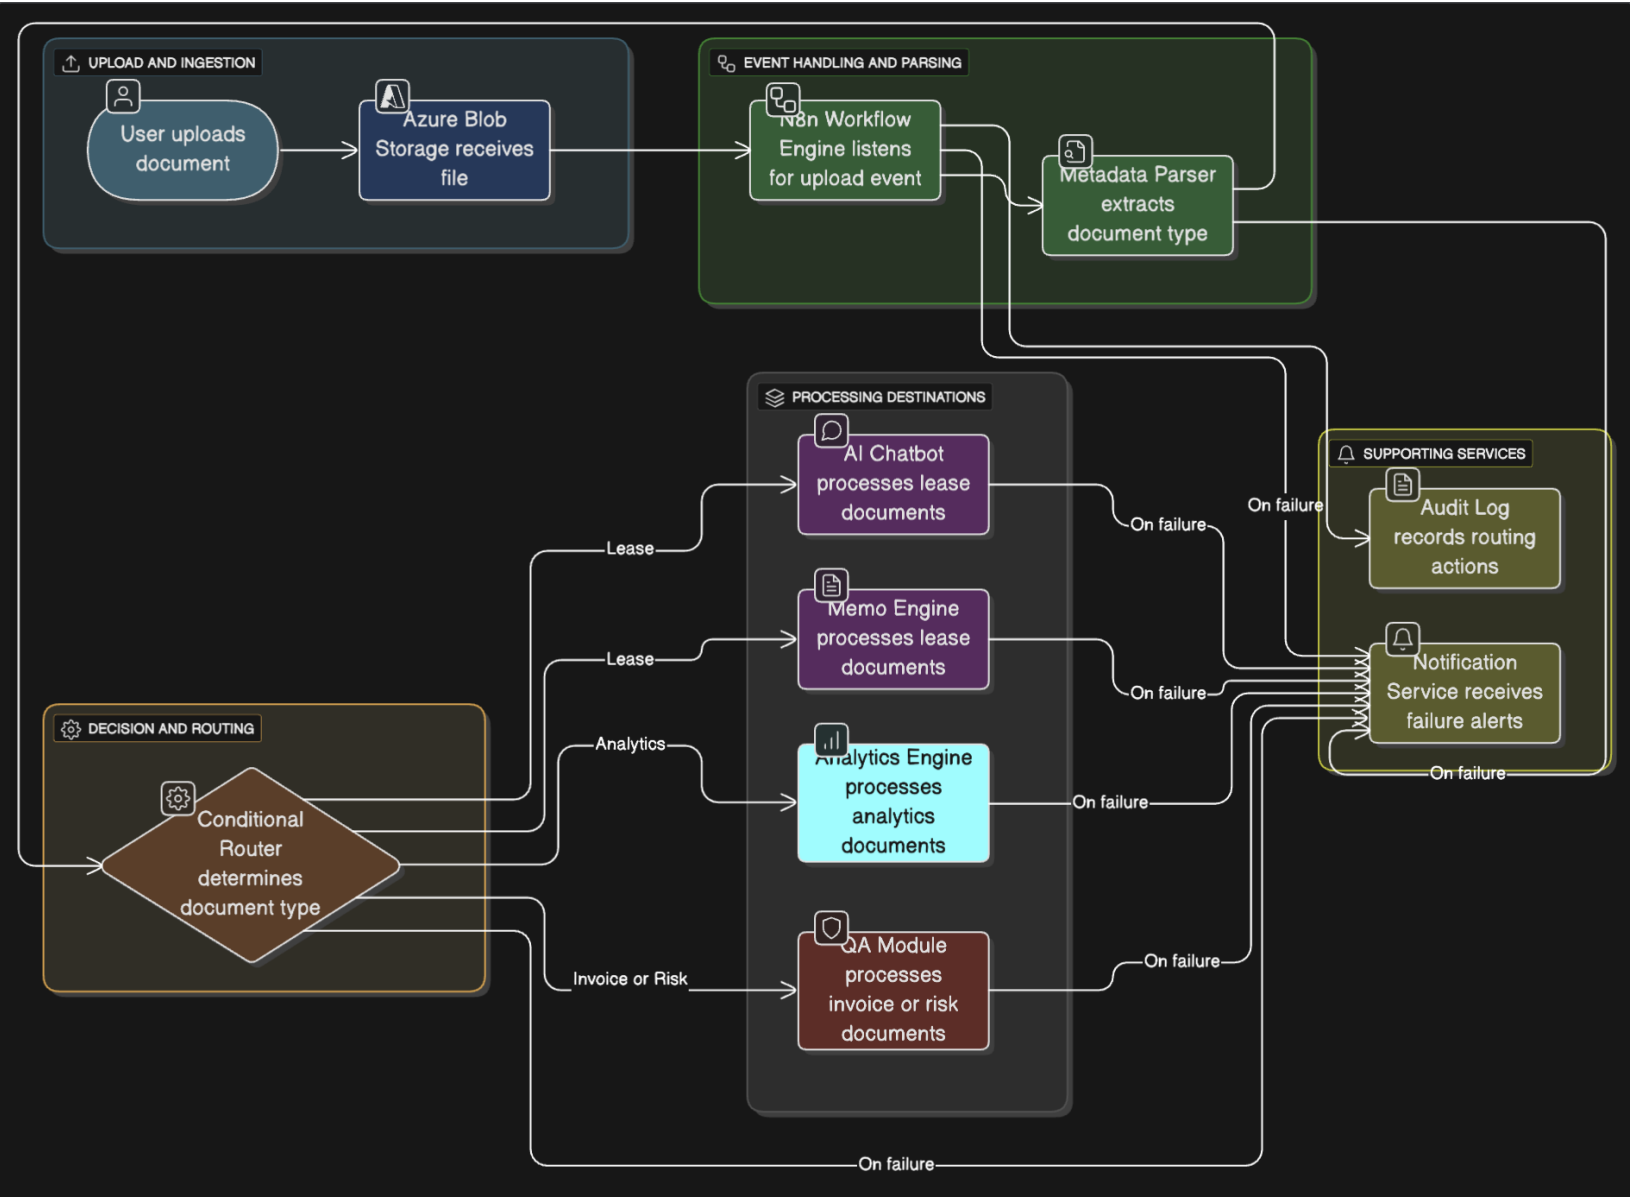 UPLOAD AND INGESTION
User uploads
document
Azure Blob
Storage receives
file
EVENT HANDLING AND PARSING
N8n Workflow
Engine listens
for upload event
Metadata Parser
extracts
document type
PROCESSING DESTINATIONS
AI Chatbot
processes lease
documents
Memo Engine
processes lease
documents
Analytics Engine
processes
analytics
documents
QA Module
processes
invoice or risk
documents
SUPPORTING SERVICES
Audit Log
records routing
actions
Notification
Service receives
failure alerts
DECISION AND ROUTING
Conditional
Router
determines
document type
Lease
Lease
Analytics
Invoice or Risk
On failure
On failure
On failure
On failure
On failure
On failure
On failure